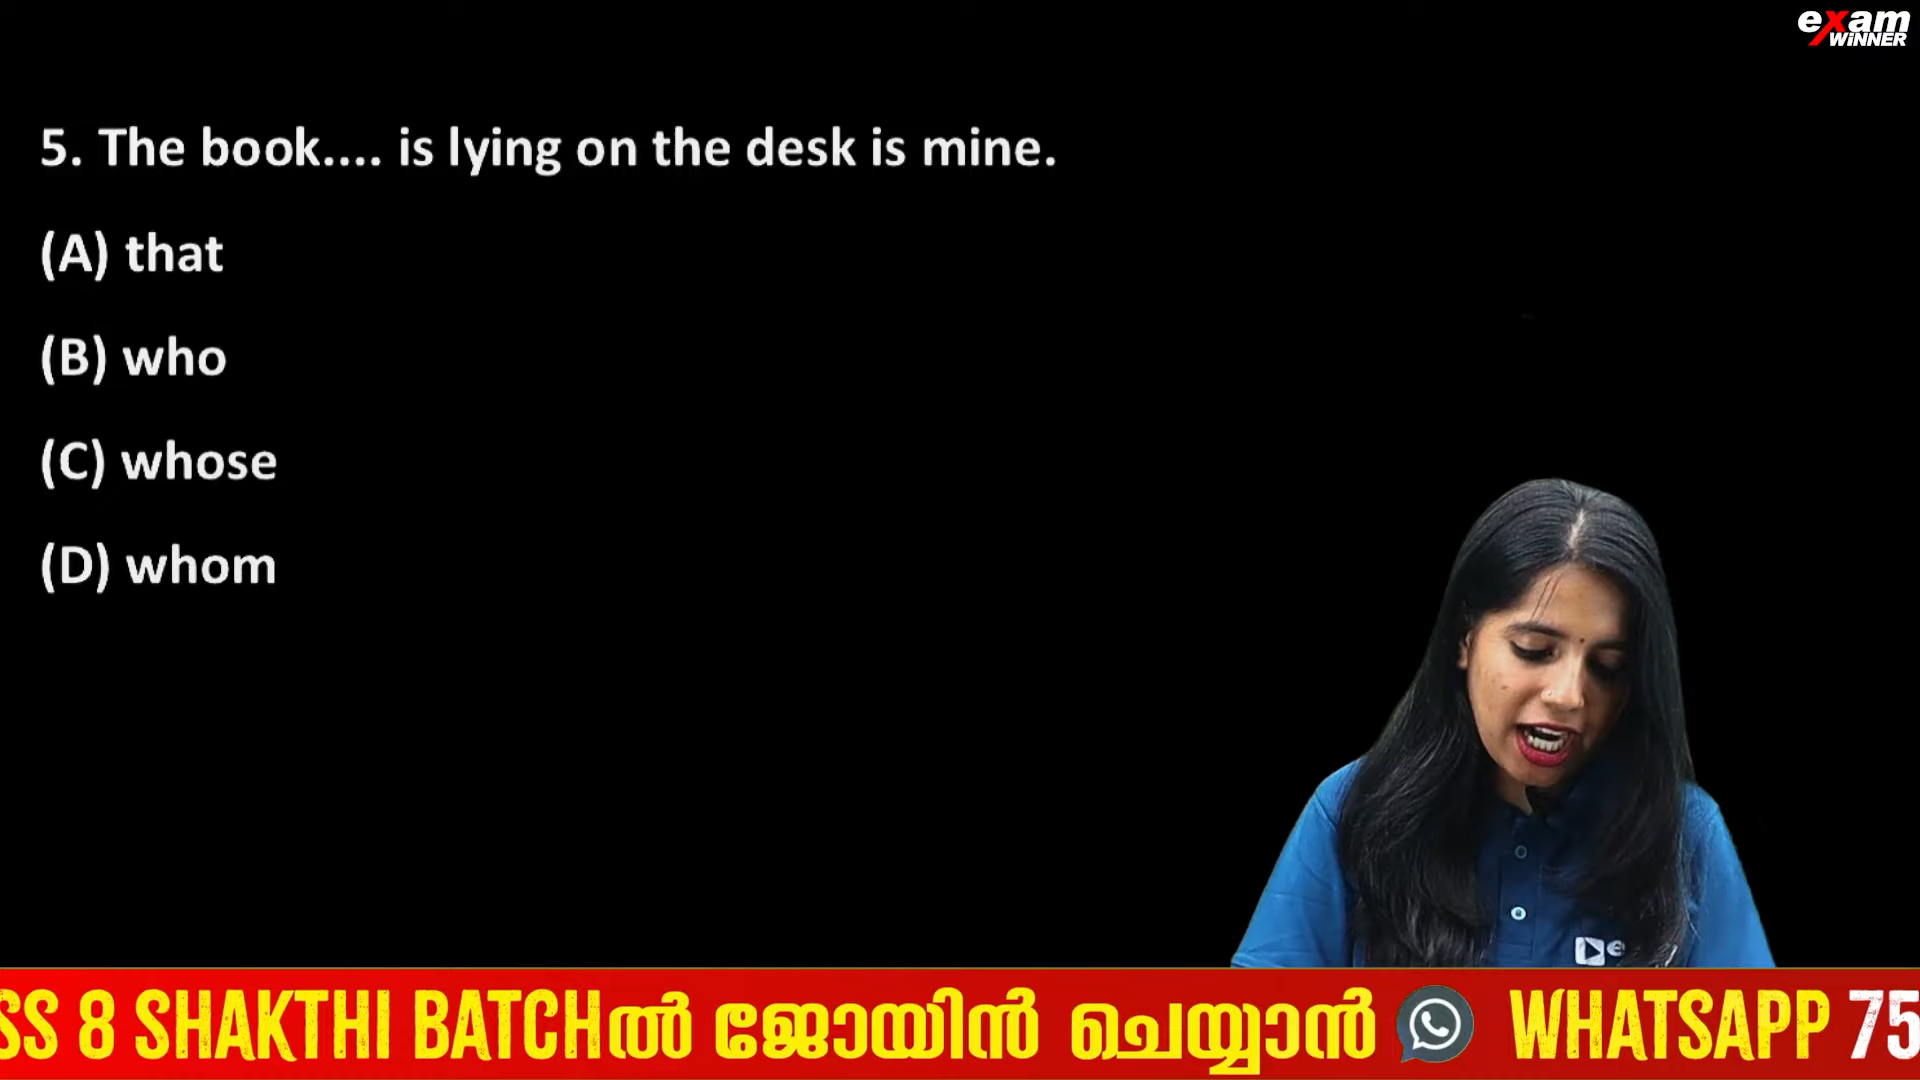 exam
WINNER
5. The book.... is lying on the desk is mine.
(A) that
(B) who
(C) whose
(D) whom
e
SS 8 SHAKTHI BATCHൽ ജോയിൻ ചെയ്യാൻ WHATSAPP 75